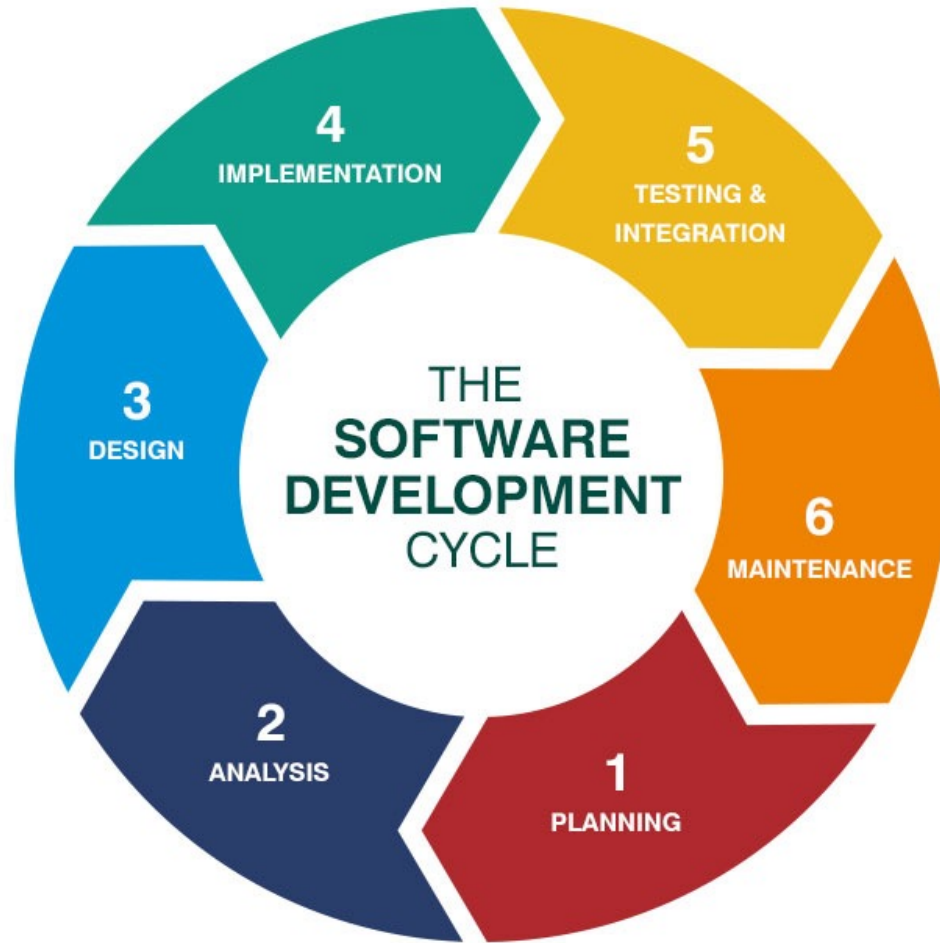 THE
SOFTWARE
DEVELOPMENT
CYCLE
1
PLANNING
2
ANALYSIS
3
DESIGN
4
IMPLEMENTATION
5
TESTING &
INTEGRATION
6
MAINTENANCE